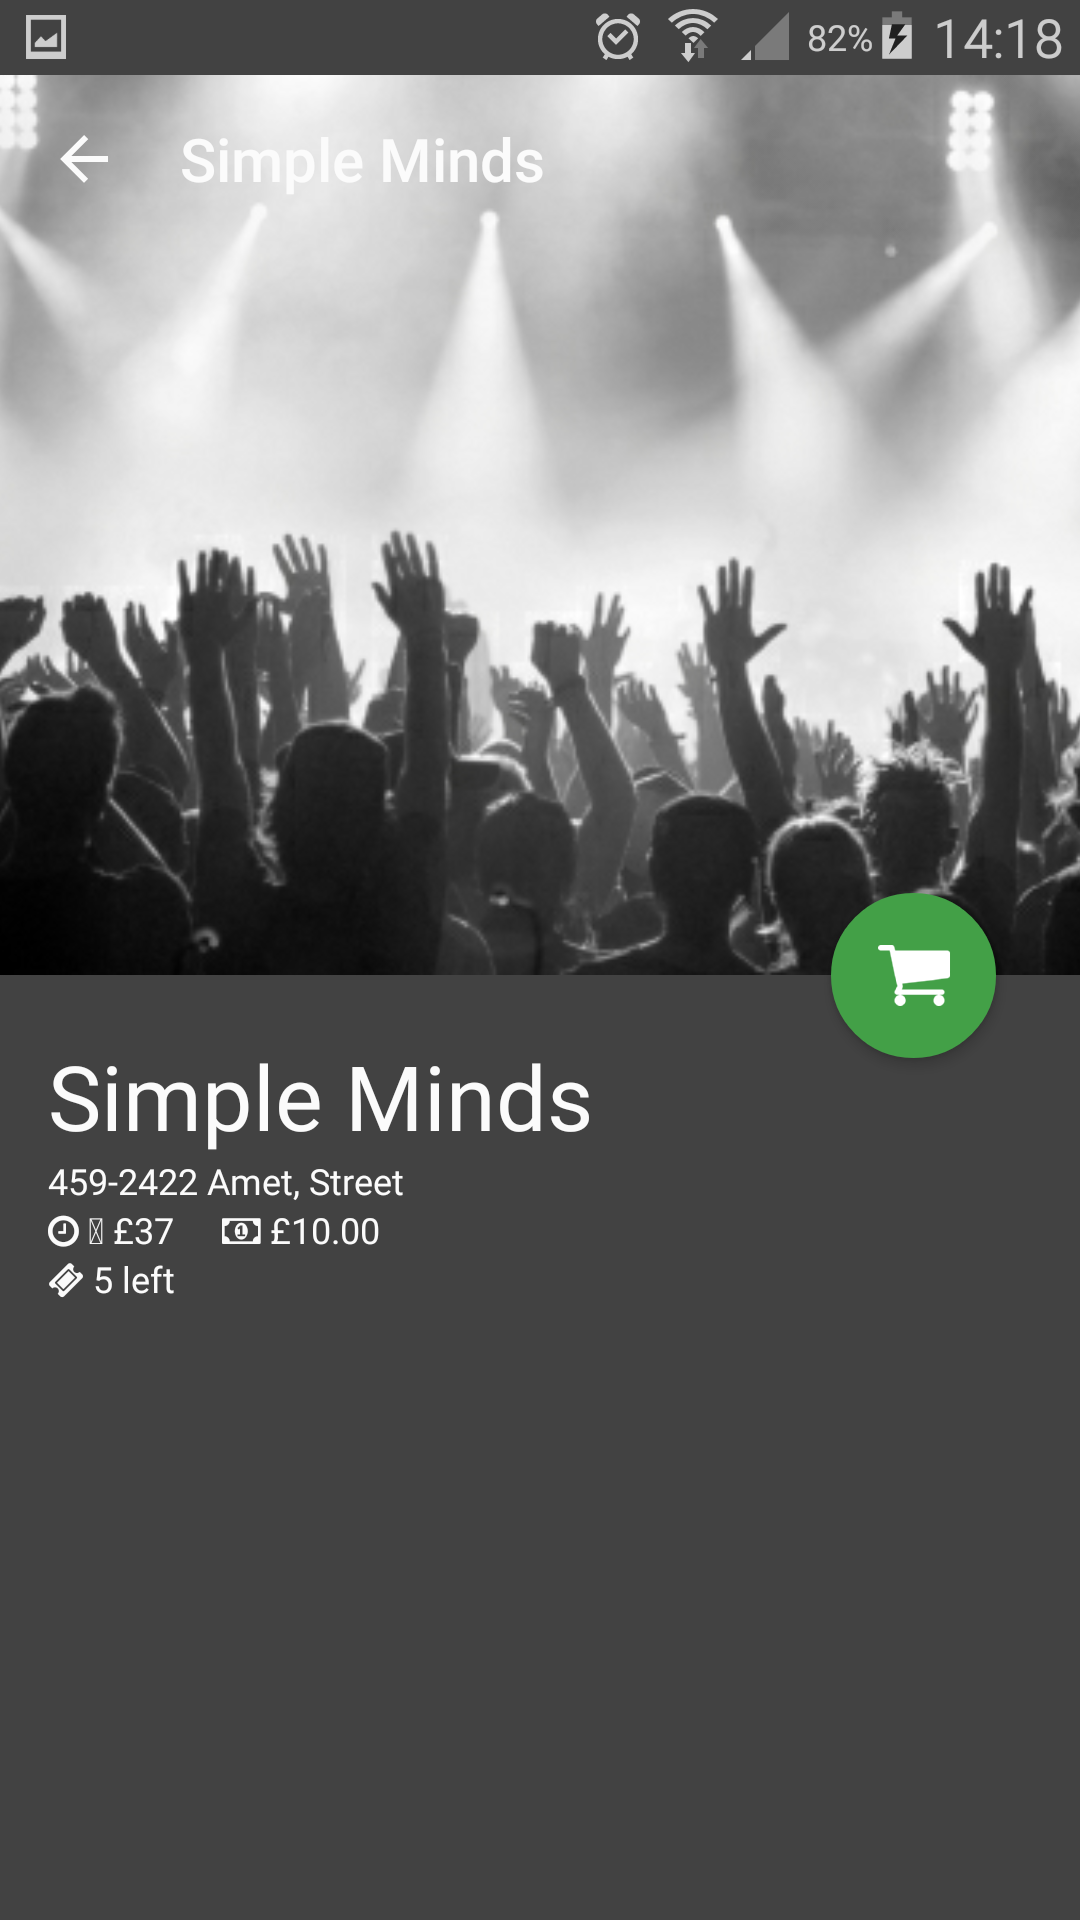 82% 14:18
Simple Minds
Simple Minds
459-2422 Amet, Street
£37 £10.00
5 left